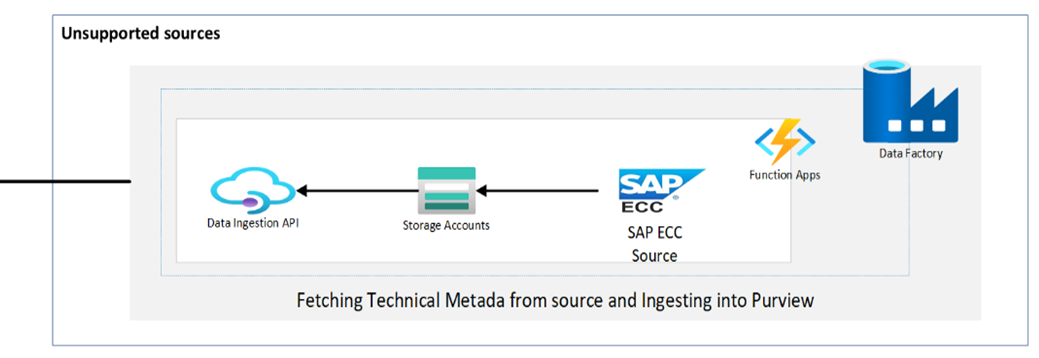 Unsupported sources
Data Factory
Function Apps
SAP
ECC
Data Ingestion API
Storage Accounts
SAP ECC
Source
Fetching Technical Metada from source and Ingesting into Purview